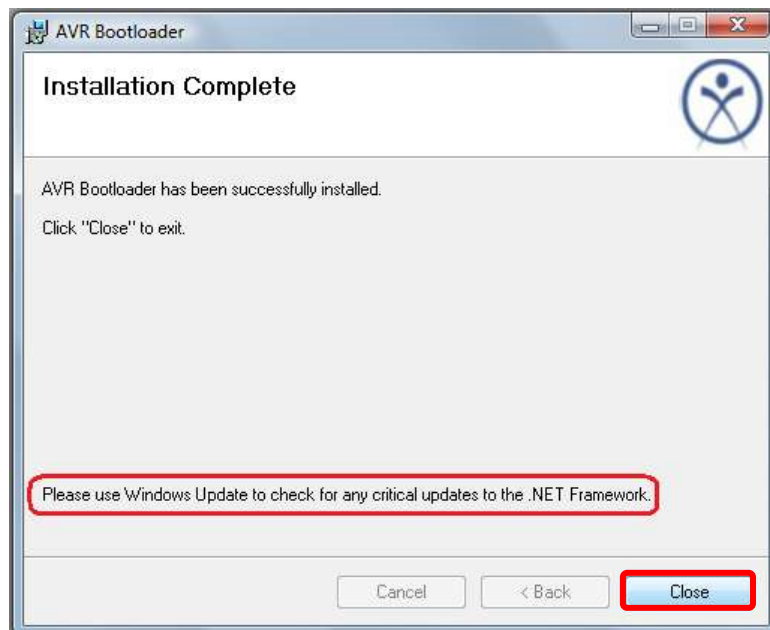 AVR Bootloader
Installation Complete
AVR Bootloader has been successfully installed.
Click "Close" to exit.
Please use Windows Update to check for any critical updates to the .NET Framework.
Cancel
< Back
Close